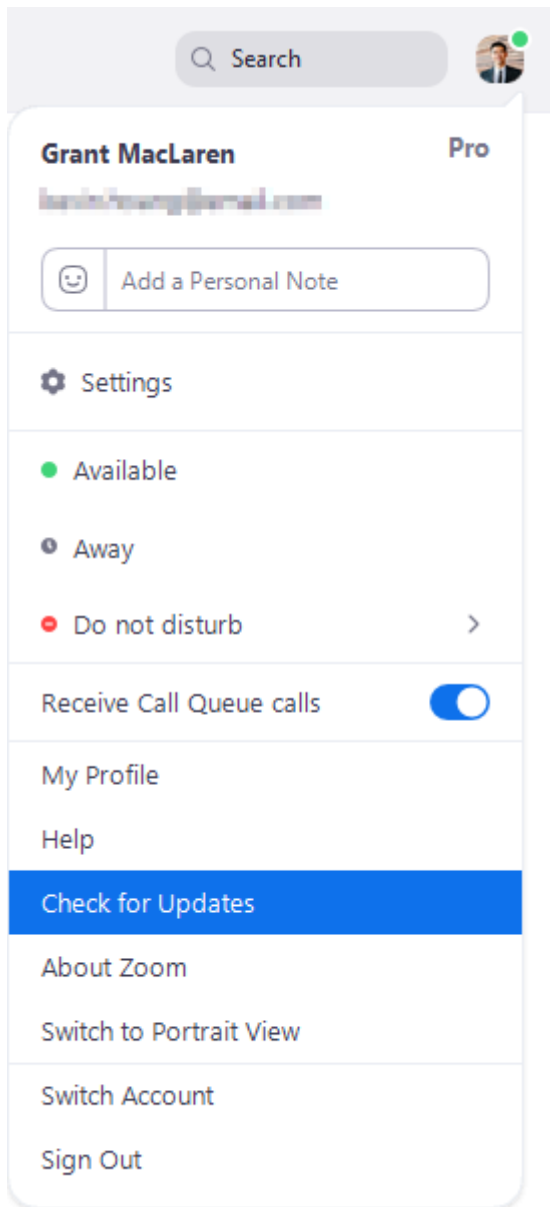 Search
Grant MacLaren Pro
Add a Personal Note
Settings
Available
Away
Do not disturb
Receive Call Queue calls
My Profile
Help
Check for Updates
About Zoom
Switch to Portrait View
Switch Account
Sign Out